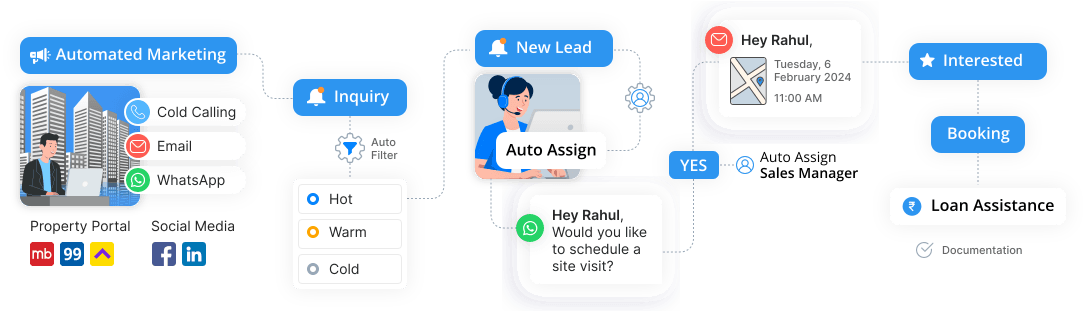 Automated Marketing
Cold Calling
Email
WhatsApp
Property Portal
Social Media
mb
99
f
in
Inquiry
Auto
Filter
Hot
Warm
Cold
New Lead
Auto Assign
Hey Rahul,
Would you like
to schedule a
site visit?
YES
Auto Assign
Sales Manager
Hey Rahul,
Tuesday, 6
February 2024
11:00 AM
Interested
Booking
₹
Loan Assistance
Documentation